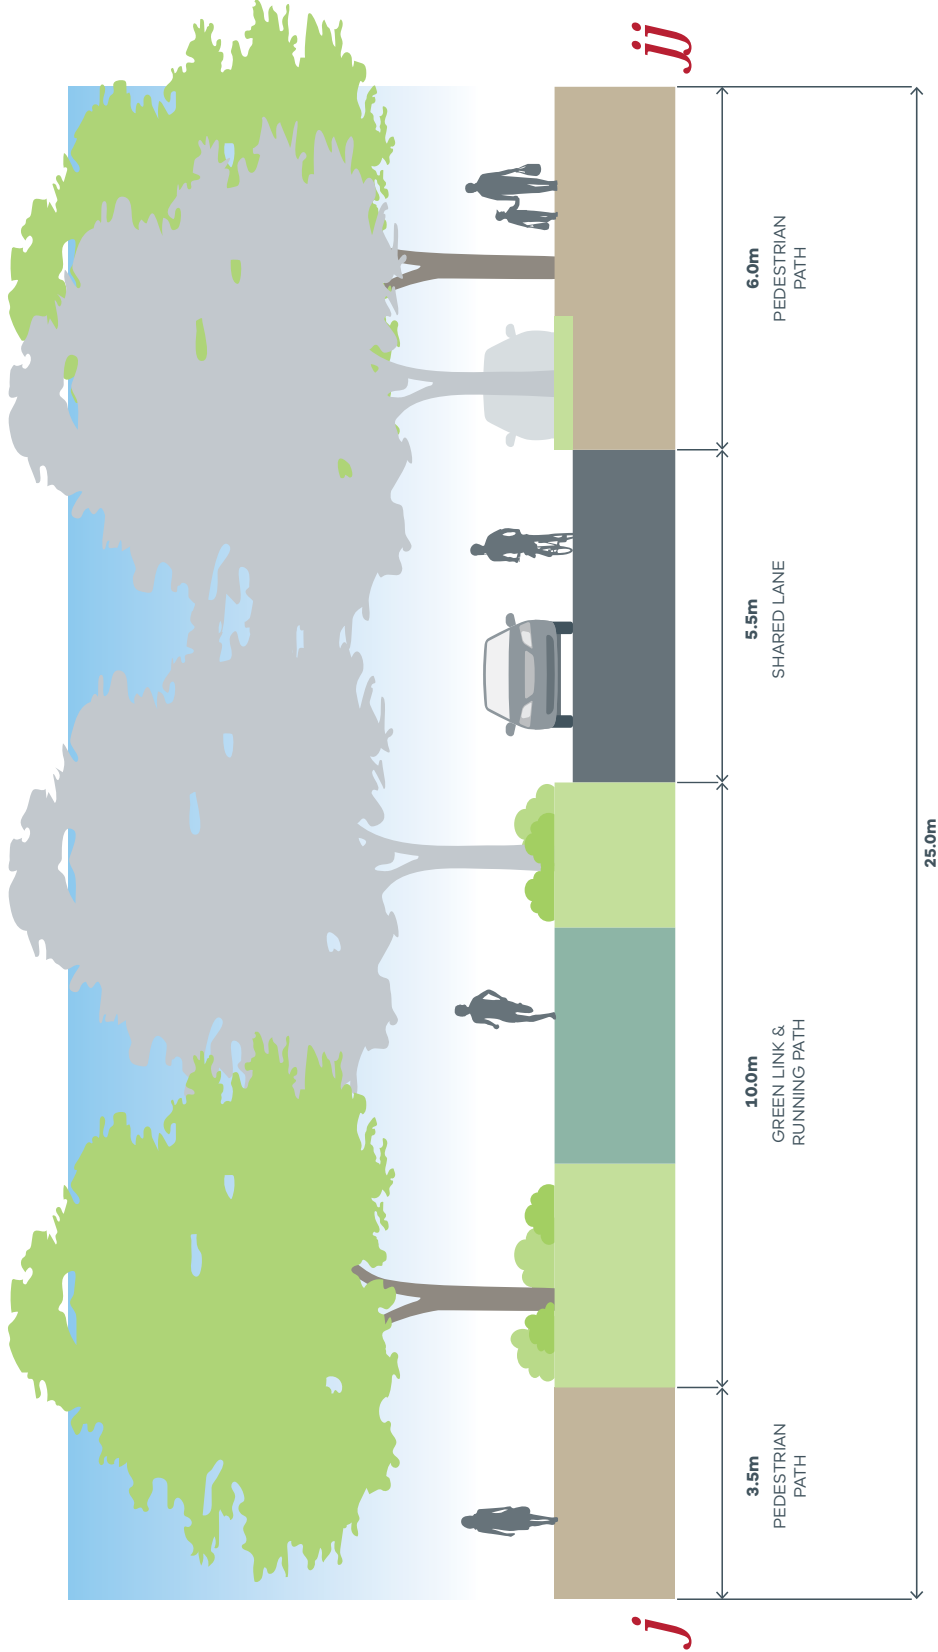 j
jj
3.5m
PEDESTRIAN
PATH
10.0m
GREEN LINK &
RUNNING PATH
5.5m
SHARED LANE
6.0m
PEDESTRIAN
PATH
25.0m